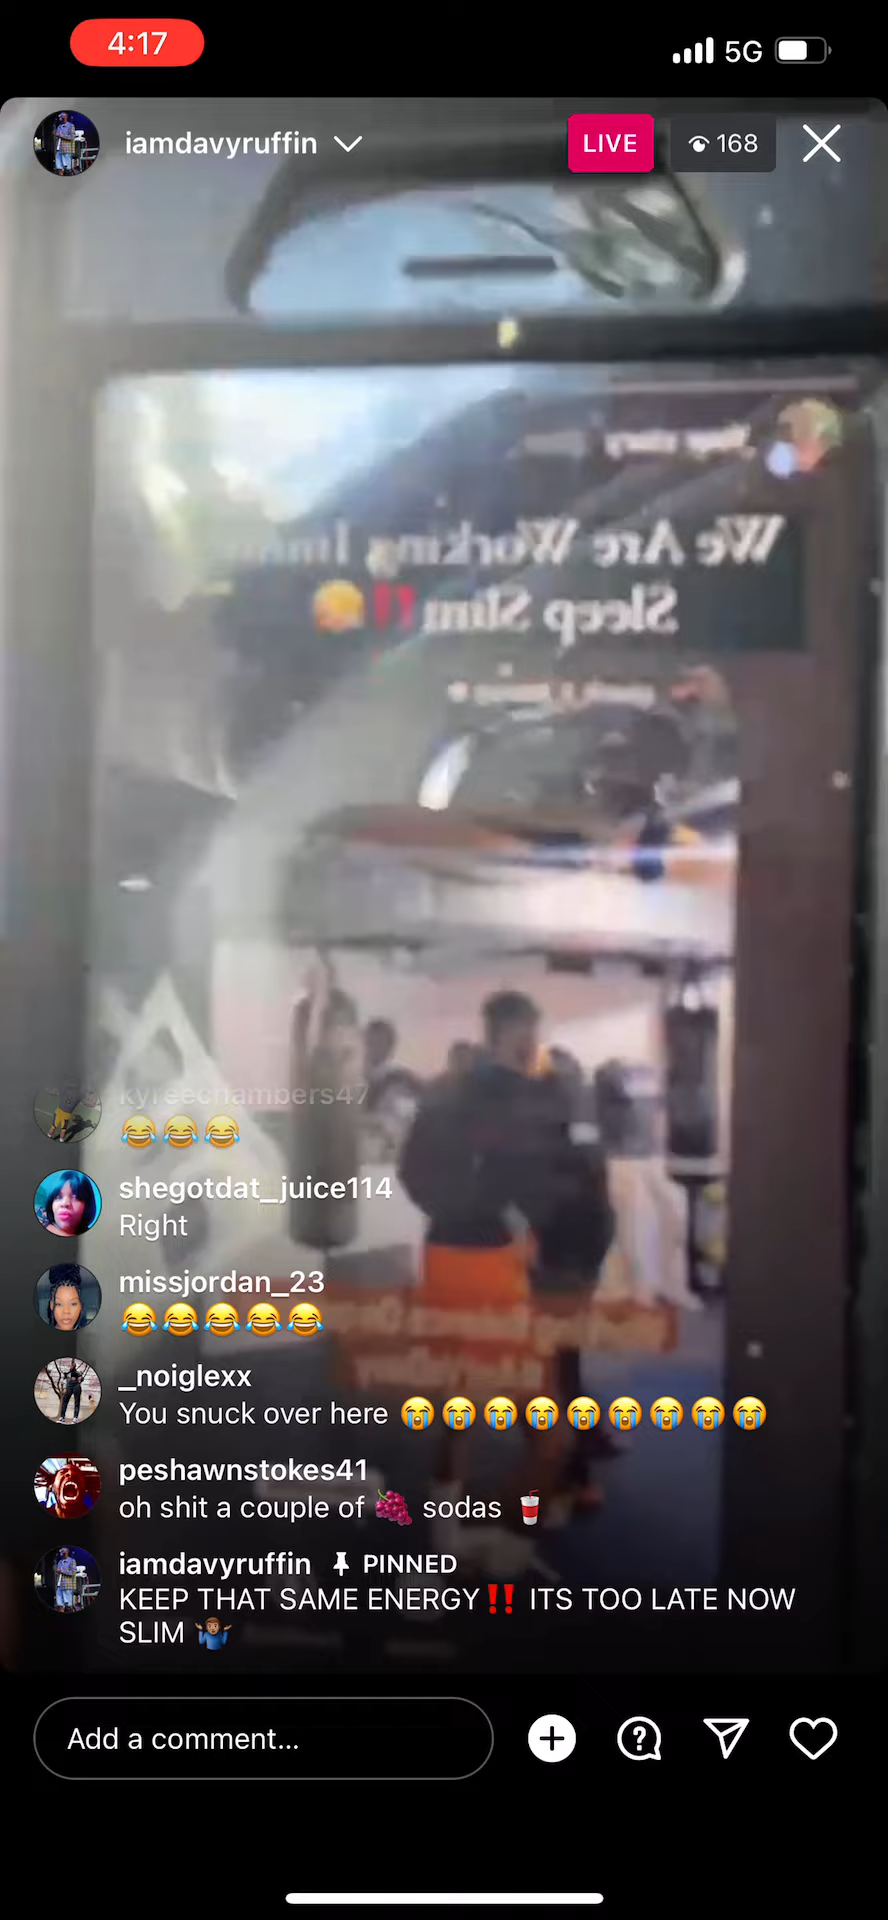 4:17
5G
iamdavyruffin
LIVE
168
We Are Working
Sleep Slim‼️😤
kyreechambers47
😂😂😂
shegotdat_juice114
Right
missjordan_23
😂😂😂😂😂
_noiglexx
You snuck over here 😭😭😭😭😭😭😭😭😭
peshawnstokes41
oh shit a couple of 🍇 sodas 🥤
iamdavyruffin PINNED
KEEP THAT SAME ENERGY‼️ ITS TOO LATE NOW
SLIM 🤷🏽‍♂️
Add a comment...